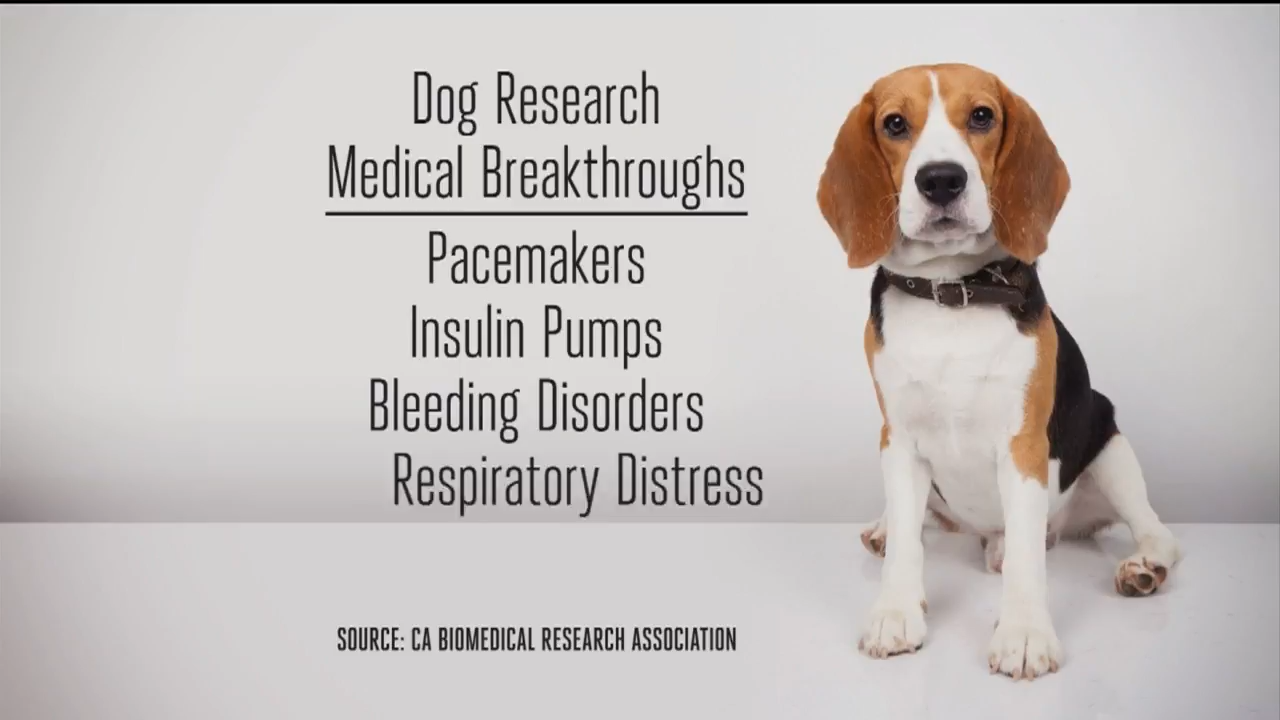 Dog Research
Medical Breakthroughs
Pacemakers
Insulin Pumps
Bleeding Disorders
Respiratory Distress
SOURCE: CA BIOMEDICAL RESEARCH ASSOCIATION